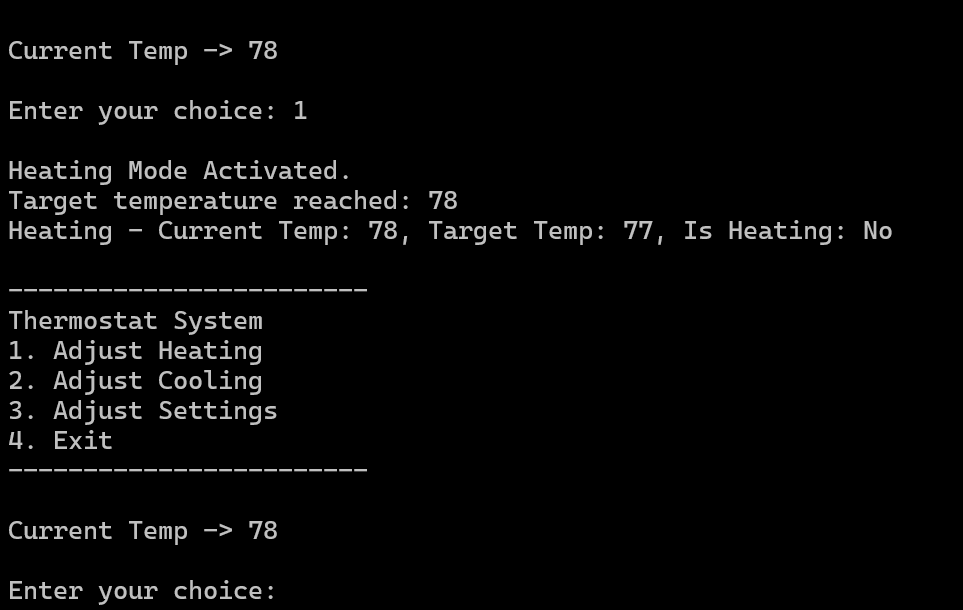 Current Temp -> 78
Enter your choice: 1
Heating Mode Activated.
Target temperature reached: 78
Heating - Current Temp: 78, Target Temp: 77, Is Heating: No
------------------------
Thermostat System
1. Adjust Heating
2. Adjust Cooling
3. Adjust Settings
4. Exit
------------------------
Current Temp -> 78
Enter your choice: